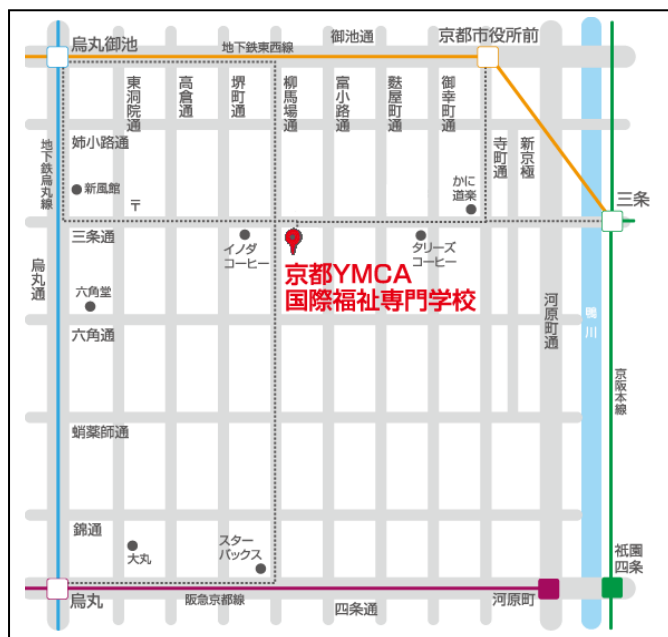 烏丸御池
地下鉄東西線
御池通
京都市役所前
東洞院通
高倉通
堺町通
柳馬場通
富小路通
麩屋町通
御幸町通
寺町通
新京極
姉小路通
地下鉄烏丸線
新風館
〒
かに
道楽
三条
三条通
イノダ
コーヒー
タリーズ
コーヒー
京都YMCA
国際福祉専門学校
烏丸通
六角堂
六角通
河原町通
鴨川
京阪本線
蛸薬師通
錦通
大丸
スター
バックス
祇園
四条
烏丸
阪急京都線
四条通
河原町